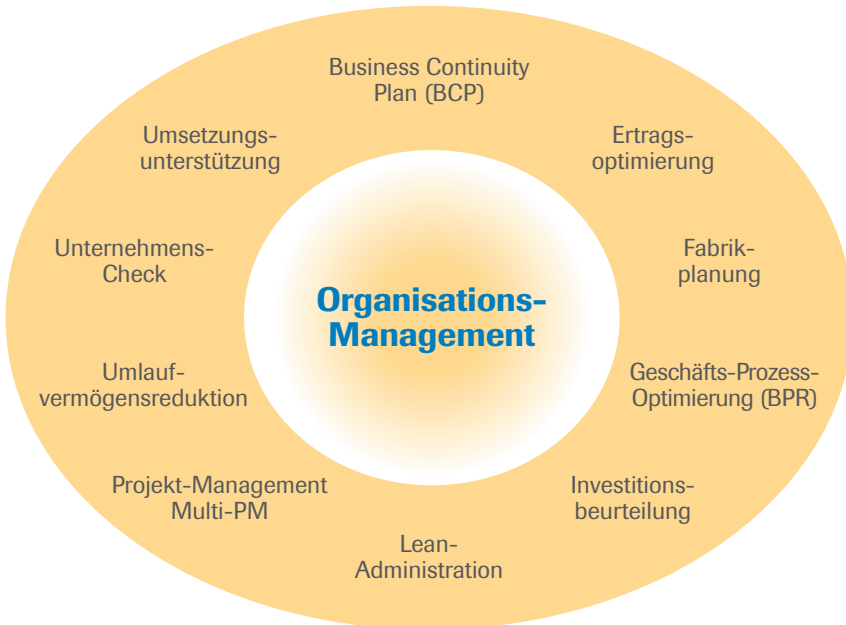 Business Continuity
Plan (BCP)
Ertrags-
optimierung
Fabrik-
planung
Geschäfts-Prozess-
Optimierung (BPR)
Investitions-
beurteilung
Lean-
Administration
Projekt-Management
Multi-PM
Umlauf-
vermögensreduktion
Unternehmens-
Check
Umsetzungs-
unterstützung
Organisations-
Management